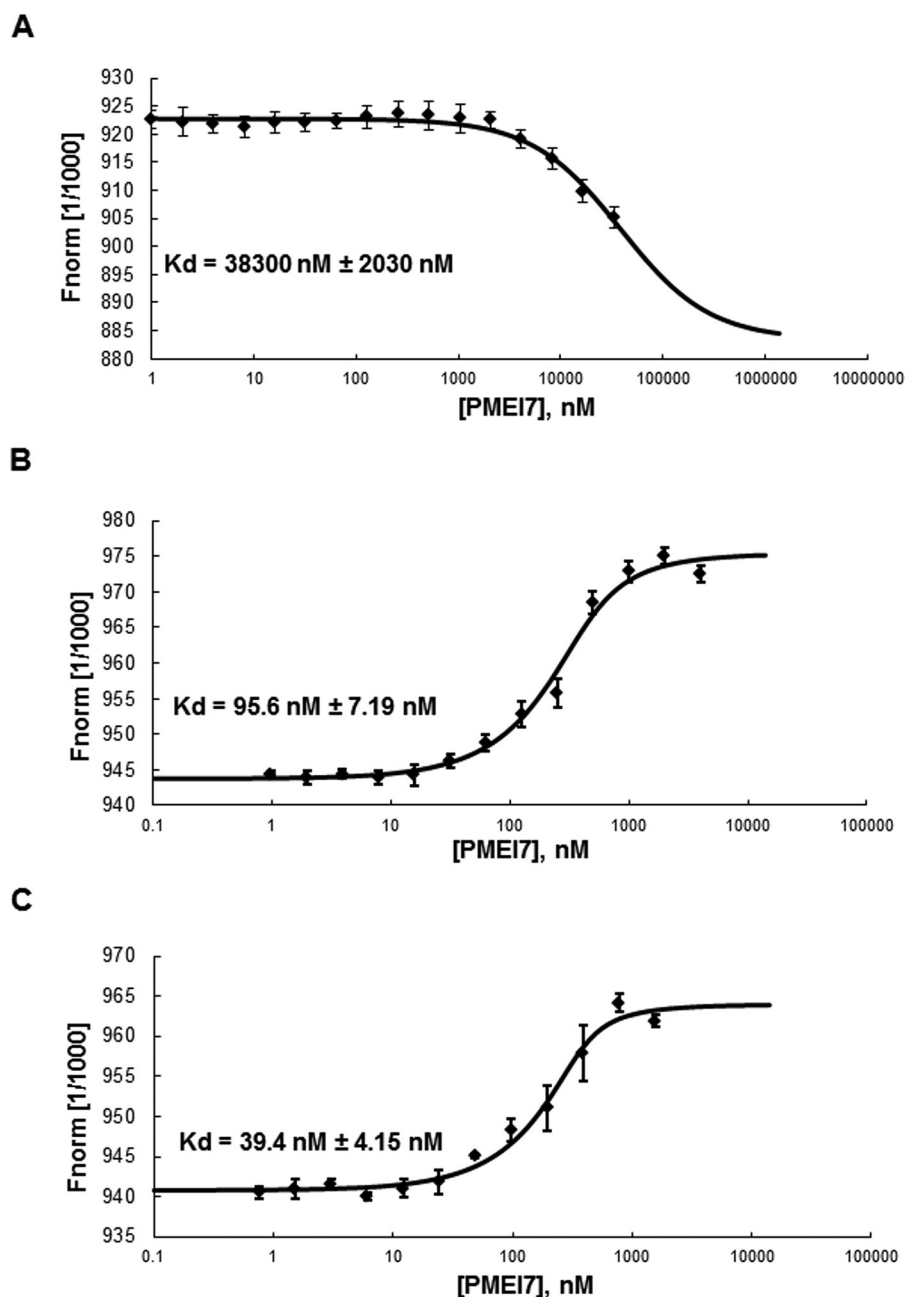 A
930
925
920
915
910
905
900
895
890
885
880
Fnorm [1/1000]
Kd = 38300 nM ± 2030 nM
1 10 100 1000 10000 100000 1000000 10000000
[PMEI7], nM
B
980
975
970
965
960
955
950
945
940
Fnorm [1/1000]
Kd = 95.6 nM ± 7.19 nM
0.1 1 10 100 1000 10000 100000
[PMEI7], nM
C
970
965
960
955
950
945
940
935
Fnorm [1/1000]
Kd = 39.4 nM ± 4.15 nM
0.1 1 10 100 1000 10000 100000
[PMEI7], nM